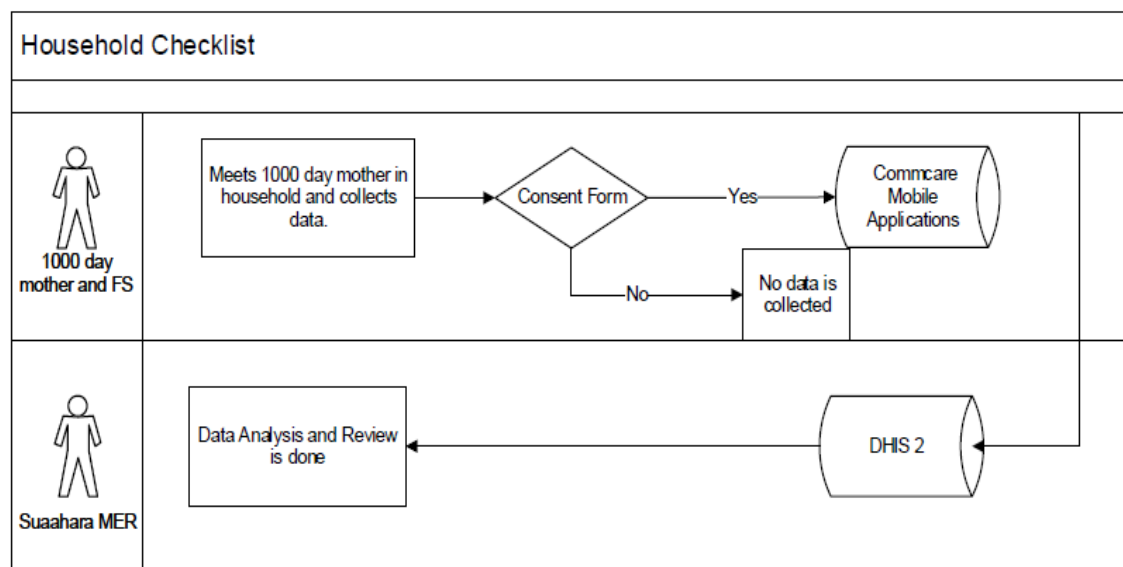 Household Checklist
Meets 1000 day mother in
household and collects
data.
Consent Form
Yes
Commcare
Mobile
Applications
No
No data is
collected
1000 day
mother and FS
Data Analysis and Review
is done
DHIS 2
Suaahara MER